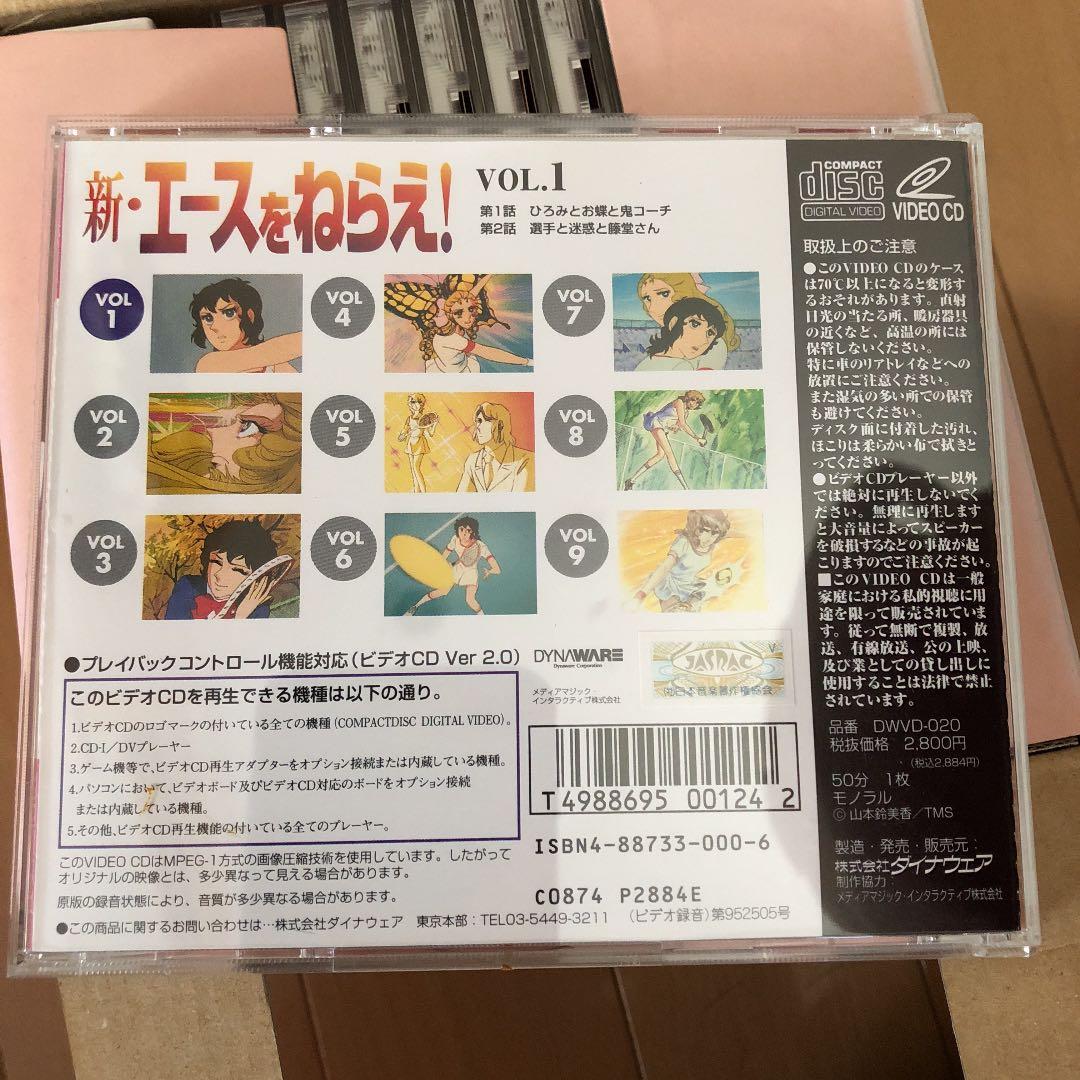 新・エースをねらえ！
VOL.1
第1話 ひろみとお蝶と鬼コーチ
第2話 選手と迷惑と藤堂さん
VOL 1
VOL 4
VOL 7
VOL 2
VOL 5
VOL 8
VOL 3
VOL 6
VOL 9
●プレイバックコントロール機能対応（ビデオCD Ver 2.0）
このビデオCDを再生できる機種は以下の通り。
1.ビデオCDのロゴマークの付いている全ての機種（COMPACTDISC DIGITAL VIDEO）。
2.CD-I／DVプレーヤー
3.ゲーム機等で、ビデオCD再生アダプターをオプション接続または内蔵している機種。
4.パソコンにおいて、ビデオボード及びビデオCD対応のボードをオプション接続
または内蔵している機種。
5.その他、ビデオCD再生機能の付いている全てのプレーヤー。
このVIDEO CDはMPEG-1方式の画像圧縮技術を使用しています。したがって
オリジナルの映像とは、多少異なって見える場合があります。
原版の録音状態により、音質が多少異なる場合があります。
●この商品に関するお問い合わせは…株式会社ダイナウェア 東京本部：TEL03-5449-3211 （ビデオ録音）第952505号
DYNAWARE
Dynaware Corporation
メディアマジック・
インタラクティブ株式会社
V
JASRAC
(社)日本音楽著作権協会
T4988695 00124 2
ISBN4-88733-000-6
C0874 P2884E
COMPACT
disc
DIGITAL VIDEO
VIDEO CD
取扱上のご注意
●このVIDEO CDのケース
は70℃以上になると変形す
るおそれがあります。直射
日光の当たる所、暖房器具
の近くなど、高温の所には
保管しないください。
特に車のリアトレイなどへの
放置にご注意ください。
また湿気の多い所での保管
も避けてください。
ディスク面に付着した汚れ、
ほこりは柔らかい布で拭きと
ってください。
●ビデオCDプレーヤー以外
では絶対に再生しないでく
ださい。無理に再生します
と大音量によってスピーカー
を破損するなどの事故が起
こりますのでご注意ください。
■このVIDEO CDは一般
家庭における私的視聴に用
途を限って販売されていま
す。従って無断で複製、放
送、有線放送、公の上映、
及び業としての貸し出しに
使用することは法律で禁止
されています。
品番 DWVD-020
税抜価格 2,800円
（税込2,884円）
50分 1枚
モノラル
©山本鈴美香／TMS
製造・発売・販売元：
株式会社ダイナウェア
制作協力：
メディアマジック・インタラクティブ株式会社